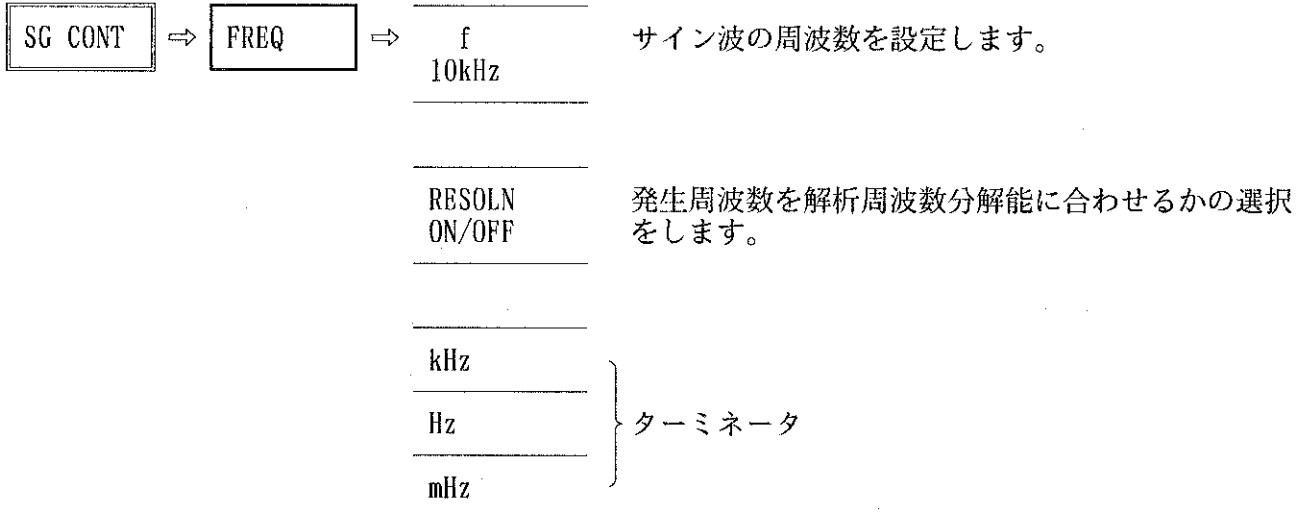 SG CONT ⇒ FREQ ⇒ f サイン波の周波数を設定します。
10kHz
RESOLN 発生周波数を解析周波数分解能に合わせるかの選択
ON/OFF をします。
kHz
Hz ターミネータ
mHz